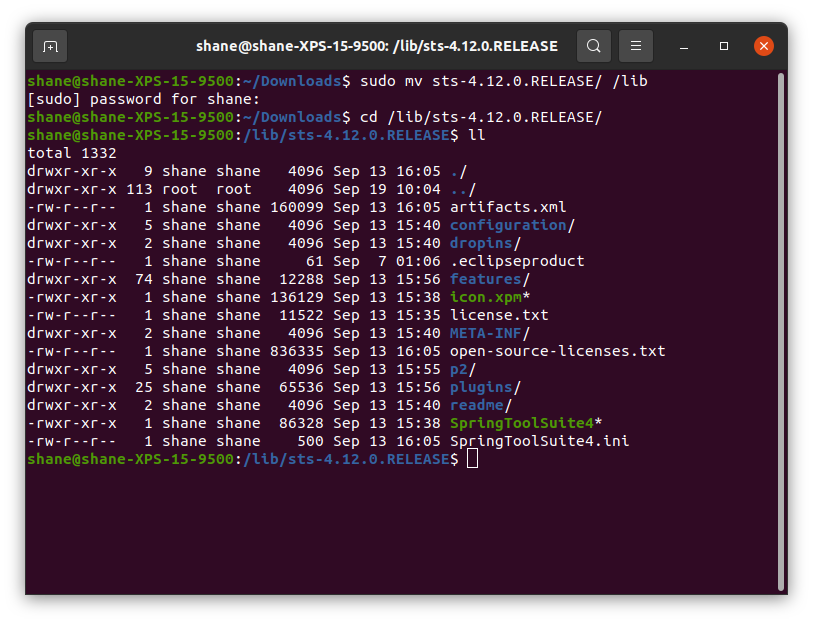 shane@shane-XPS-15-9500: /lib/sts-4.12.0.RELEASE
shane@shane-XPS-15-9500:~/Downloads$ sudo mv sts-4.12.0.RELEASE/ /lib
[sudo] password for shane:
shane@shane-XPS-15-9500:~/Downloads$ cd /lib/sts-4.12.0.RELEASE/
shane@shane-XPS-15-9500:/lib/sts-4.12.0.RELEASE$ ll
total 1332
drwxr-xr-x   9 shane shane   4096 Sep 13 16:05 ./
drwxr-xr-x 113 root  root    4096 Sep 19 10:04 ../
-rw-r--r--   1 shane shane 160099 Sep 13 16:05 artifacts.xml
drwxr-xr-x   5 shane shane   4096 Sep 13 15:40 configuration/
drwxr-xr-x   2 shane shane   4096 Sep 13 15:40 dropins/
-rw-r--r--   1 shane shane     61 Sep  7 01:06 .eclipseproduct
drwxr-xr-x  74 shane shane  12288 Sep 13 15:56 features/
-rwxr-xr-x   1 shane shane 136129 Sep 13 15:38 icon.xpm*
-rw-r--r--   1 shane shane  11522 Sep 13 15:35 license.txt
drwxr-xr-x   2 shane shane   4096 Sep 13 15:40 META-INF/
-rw-r--r--   1 shane shane 836335 Sep 13 16:05 open-source-licenses.txt
drwxr-xr-x   5 shane shane   4096 Sep 13 15:55 p2/
drwxr-xr-x  25 shane shane  65536 Sep 13 15:56 plugins/
drwxr-xr-x   2 shane shane   4096 Sep 13 15:40 readme/
-rwxr-xr-x   1 shane shane  86328 Sep 13 15:38 SpringToolSuite4*
-rw-r--r--   1 shane shane    500 Sep 13 16:05 SpringToolSuite4.ini
shane@shane-XPS-15-9500:/lib/sts-4.12.0.RELEASE$